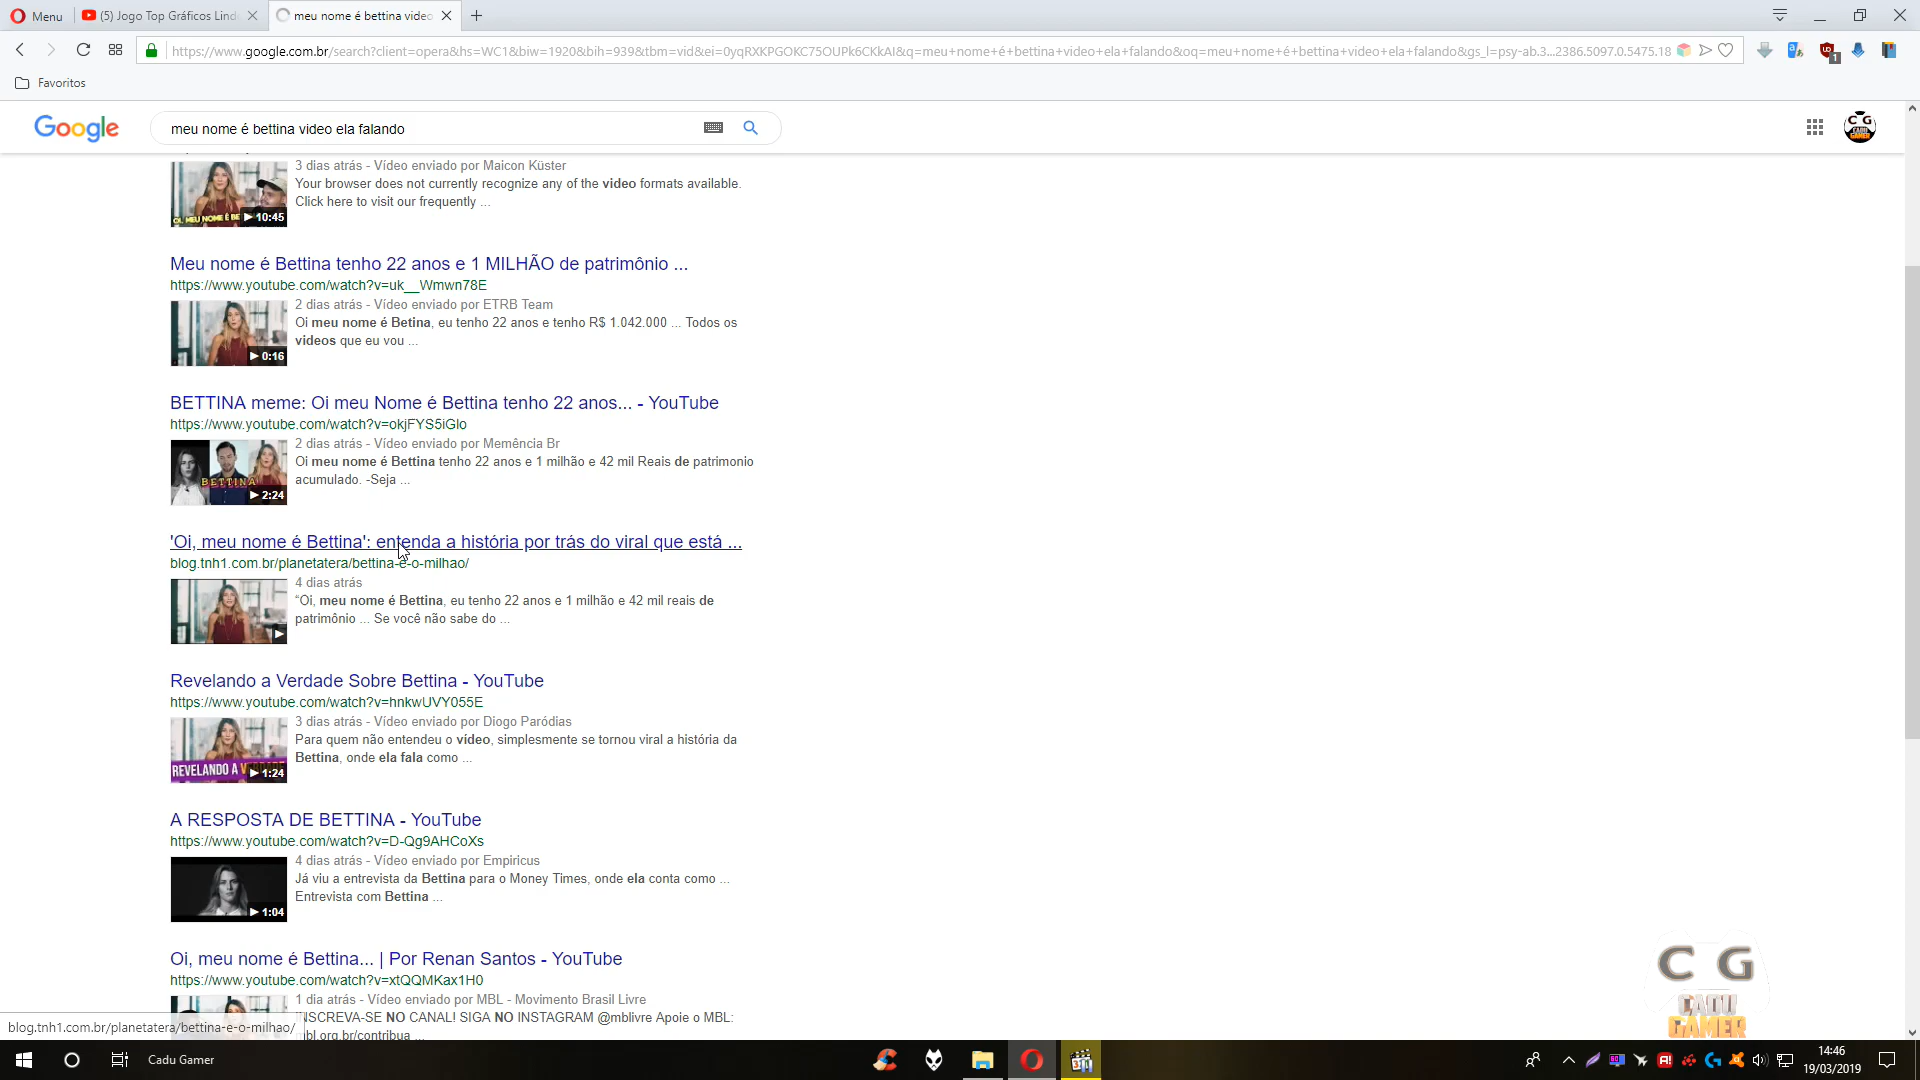 Menu
(5) Jogo Top Gráficos Lind
meu nome é bettina video
https://www.google.com.br/search?client=opera&hs=WC1&biw=1920&bih=939&tbm=vid&ei=0yqRXKPGOKC75OUPk6CKkAI&q=meu+nome+é+bettina+video+ela+falando&oq=meu+nome+é+bettina+video+ela+falando&gs_l=psy-ab.3...2386.5097.0.5475.18
1
Favoritos
Google
meu nome é bettina video ela falando
C G
CADU
GAMER
3 dias atrás - Vídeo enviado por Maicon Küster
Your browser does not currently recognize any of the video formats available.
Click here to visit our frequently ...
OI, MEU NOME É BE
10:45
Meu nome é Bettina tenho 22 anos e 1 MILHÃO de patrimônio ...
https://www.youtube.com/watch?v=uk__Wmwn78E
2 dias atrás - Vídeo enviado por ETRB Team
Oi meu nome é Betina, eu tenho 22 anos e tenho R$ 1.042.000 ... Todos os
videos que eu vou ...
0:16
BETTINA meme: Oi meu Nome é Bettina tenho 22 anos... - YouTube
https://www.youtube.com/watch?v=okjFYS5iGlo
2 dias atrás - Vídeo enviado por Memência Br
Oi meu nome é Bettina tenho 22 anos e 1 milhão e 42 mil Reais de patrimonio
acumulado. -Seja ...
BETTINA
2:24
'Oi, meu nome é Bettina': entenda a história por trás do viral que está ...
blog.tnh1.com.br/planetatera/bettina-e-o-milhao/
4 dias atrás
“Oi, meu nome é Bettina, eu tenho 22 anos e 1 milhão e 42 mil reais de
patrimônio ... Se você não sabe do ...
Revelando a Verdade Sobre Bettina - YouTube
https://www.youtube.com/watch?v=hnkwUVY055E
3 dias atrás - Vídeo enviado por Diogo Paródias
Para quem não entendeu o vídeo, simplesmente se tornou viral a história da
Bettina, onde ela fala como ...
REVELANDO A
1:24
A RESPOSTA DE BETTINA - YouTube
https://www.youtube.com/watch?v=D-Qg9AHCoXs
4 dias atrás - Vídeo enviado por Empiricus
Já viu a entrevista da Bettina para o Money Times, onde ela conta como ...
Entrevista com Bettina ...
1:04
Oi, meu nome é Bettina... | Por Renan Santos - YouTube
https://www.youtube.com/watch?v=xtQQMKax1H0
1 dia atrás - Vídeo enviado por MBL - Movimento Brasil Livre
NSCREVA-SE NO CANAL! SIGA NO INSTAGRAM @mblivre Apoie o MBL:
bl.org.br/contribua ...
blog.tnh1.com.br/planetatera/bettina-e-o-milhao/
C G
CADU
GAMER
Cadu Gamer
14:46
19/03/2019